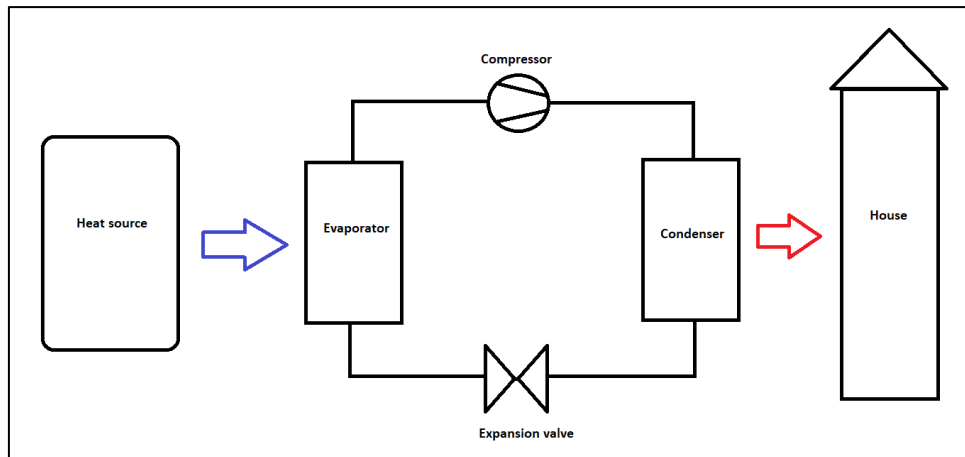 Compressor
Heat source
Evaporator
Condenser
House
Expansion valve